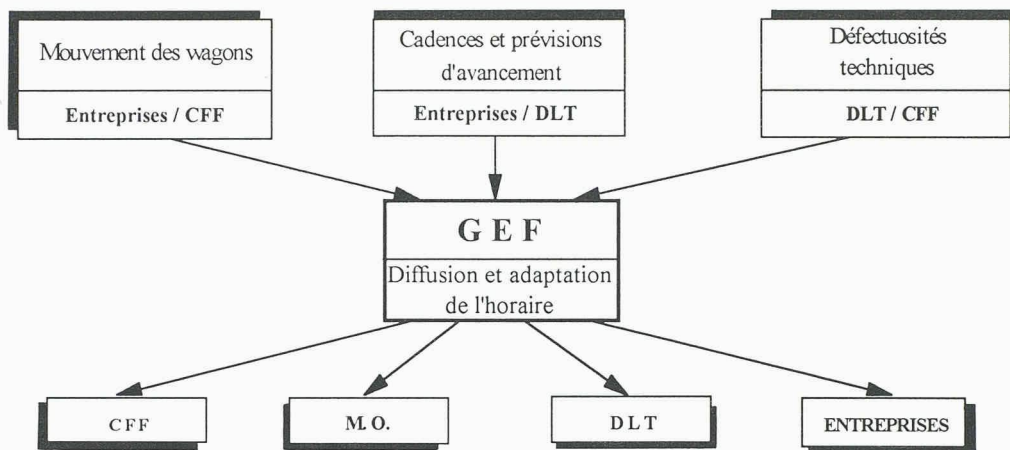 Mouvement des wagons
Entreprises / CFF
Cadences et prévisions
d'avancement
Entreprises / DLT
Défectuosités
techniques
DLT / CFF
G E F
Diffusion et adaptation
de l'horaire
CFF
M.O.
DLT
ENTREPRISES